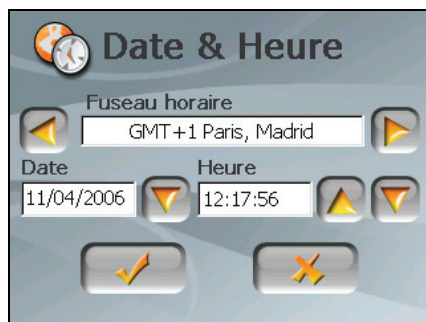 Date & Heure
Fuseau horaire
GMT+1 Paris, Madrid
Date Heure
11/04/2006 12:17:56